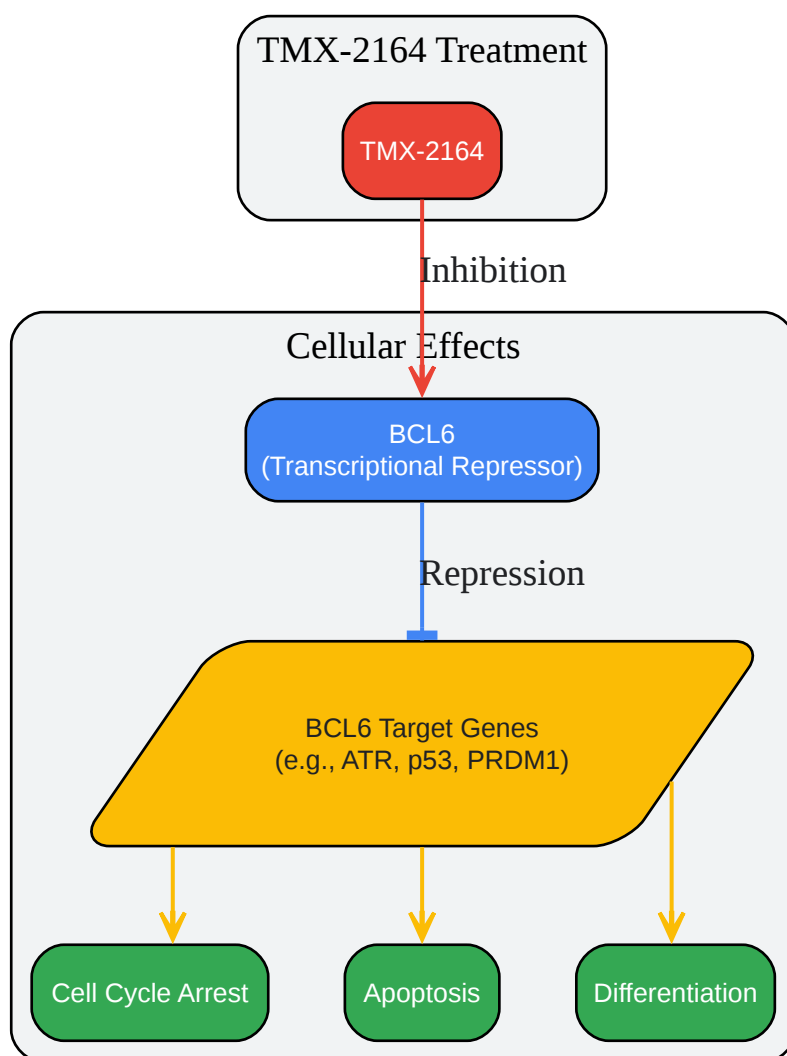 TMX-2164 Treatment
TMX-2164
Inhibition
Cellular Effects
BCL6
(Transcriptional Repressor)
Repression
BCL6 Target Genes
(e.g., ATR, p53, PRDM1)
Cell Cycle Arrest
Apoptosis
Differentiation